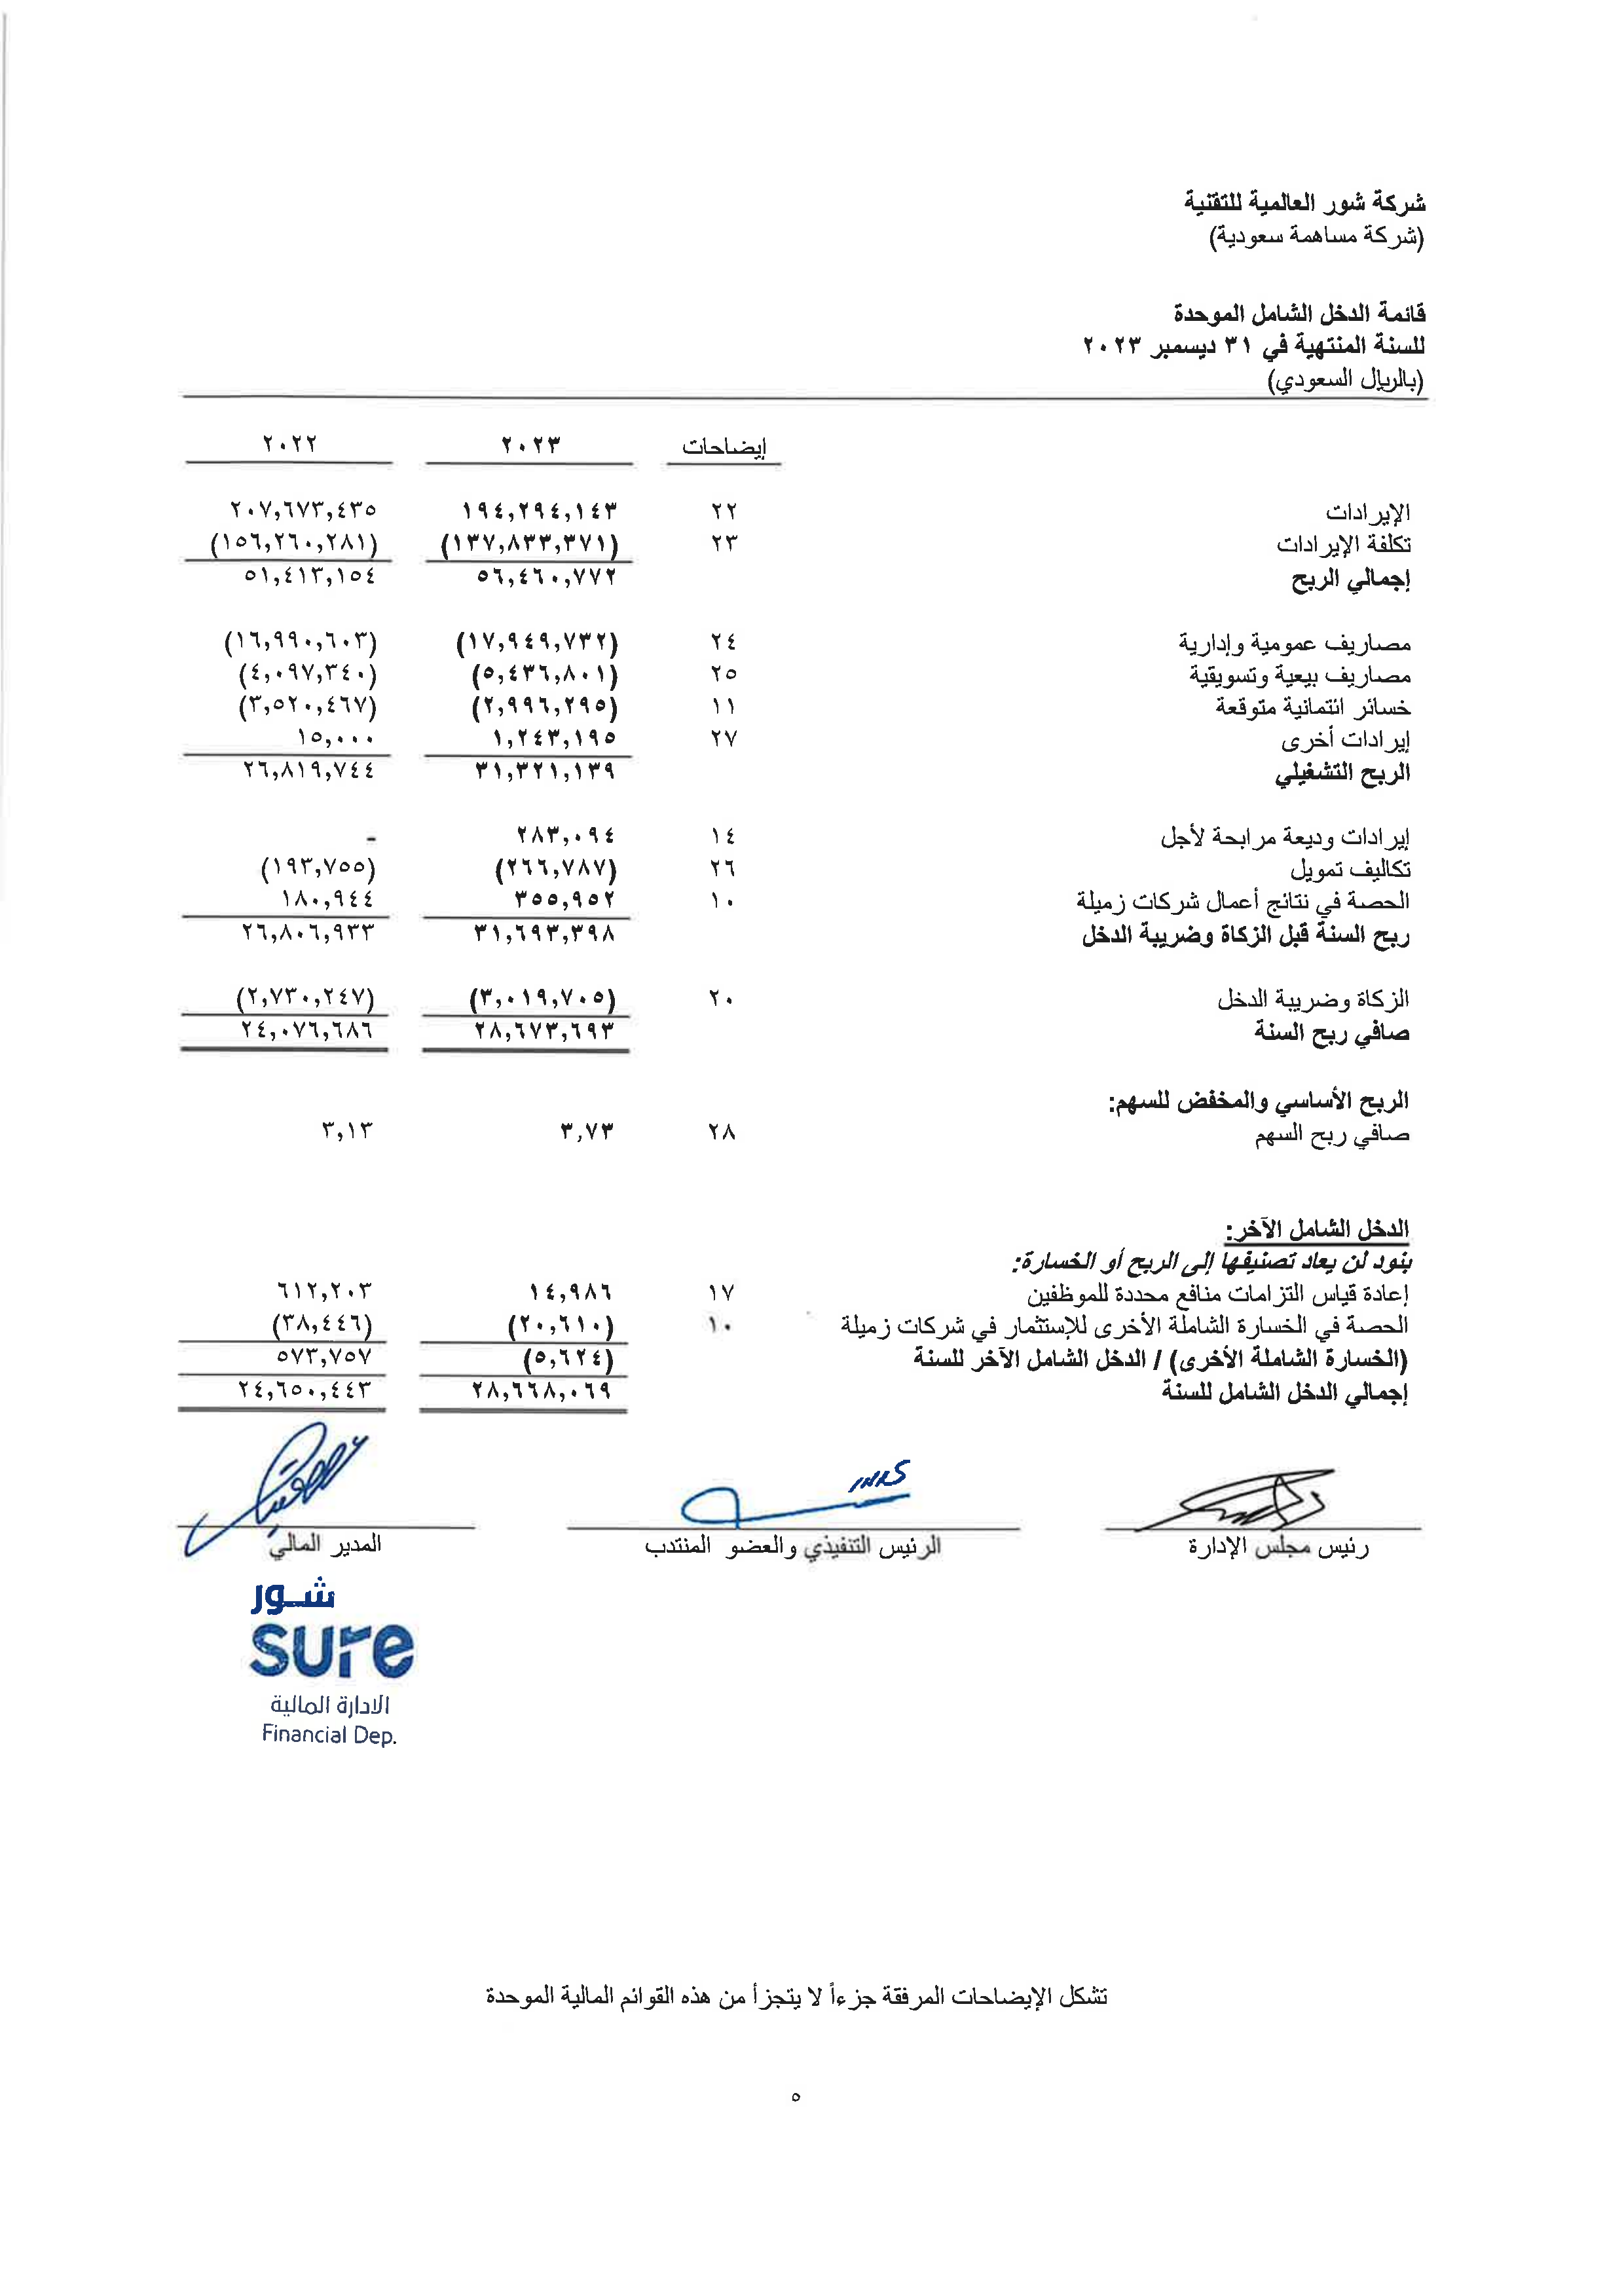 شركة شور العالمية للتقنية
(شركة مساهمة سعودية)
قائمة الدخل الشامل الموحدة
للسنة المنتهية في ٣١ ديسمبر ٢٠٢٣
(بالريال السعودي)
إيضاحات ٢٠٢٣ ٢٠٢٢
الإيرادات ٢٢ ١٩٤,٢٩٤,١٤٣ ٢٠٧,٦٧٣,٤٣٥
تكلفة الإيرادات ٢٣ (١٣٧,٨٣٣,٣٧١) (١٥٦,٢٦٠,٢٨١)
إجمالي الربح ٥٦,٤٦٠,٧٧٢ ٥١,٤١٣,١٥٤
مصاريف عمومية وإدارية ٢٤ (١٧,٩٤٩,٧٣٢) (١٦,٩٩٠,٦٠٣)
مصاريف بيعية وتسويقية ٢٥ (٥,٤٣٦,٨٠١) (٤,٠٩٧,٣٤٠)
خسائر ائتمانية متوقعة ١١ (٢,٩٩٦,٢٩٥) (٣,٥٢٠,٤٦٧)
إيرادات أخرى ٢٧ ١,٢٤٣,١٩٥ ١٥,٠٠٠
الربح التشغيلي ٣١,٣٢١,١٣٩ ٢٦,٨١٩,٧٤٤
إيرادات وديعة مرابحة لأجل ١٤ ٢٨٣,٠٩٤ -
تكاليف تمويل ٢٦ (٢٦٦,٧٨٧) (١٩٣,٧٥٥)
الحصة في نتائج أعمال شركات زميلة ١٠ ٣٥٥,٩٥٢ ١٨٠,٩٤٤
ربح السنة قبل الزكاة وضريبة الدخل ٣١,٦٩٣,٣٩٨ ٢٦,٨٠٦,٩٣٣
الزكاة وضريبة الدخل ٢٠ (٣,٠١٩,٧٠٥) (٢,٧٣٠,٢٤٧)
صافي ربح السنة ٢٨,٦٧٣,٦٩٣ ٢٤,٠٧٦,٦٨٦
الربح الأساسي والمخفض للسهم:
صافي ربح السهم ٢٨ ٣,٧٣ ٣,١٣
الدخل الشامل الآخر:
بنود لن يعاد تصنيفها إلى الربح أو الخسارة:
إعادة قياس التزامات منافع محددة للموظفين ١٧ ١٤,٩٨٦ ٦١٢,٢٠٣
الحصة في الخسارة الشاملة الأخرى للإستثمار في شركات زميلة ١٠ (٢٠,٦١٠) (٣٨,٤٤٦)
(الخسارة الشاملة الأخرى) / الدخل الشامل الآخر للسنة (٥,٦٢٤) ٥٧٣,٧٥٧
إجمالي الدخل الشامل للسنة ٢٨,٦٦٨,٠٦٩ ٢٤,٦٥٠,٤٤٣
رئيس مجلس الإدارة الرئيس التنفيذي والعضو المنتدب المدير المالي
شور
sure
الادارة المالية
Financial Dep.
تشكل الإيضاحات المرفقة جزءاً لا يتجزأ من هذه القوائم المالية الموحدة
٥